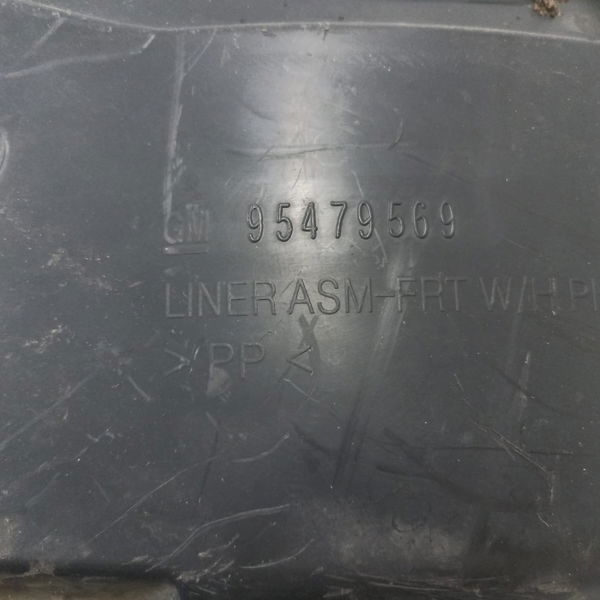 GM 95479569
LINER ASM-FRT W/H
>PP<